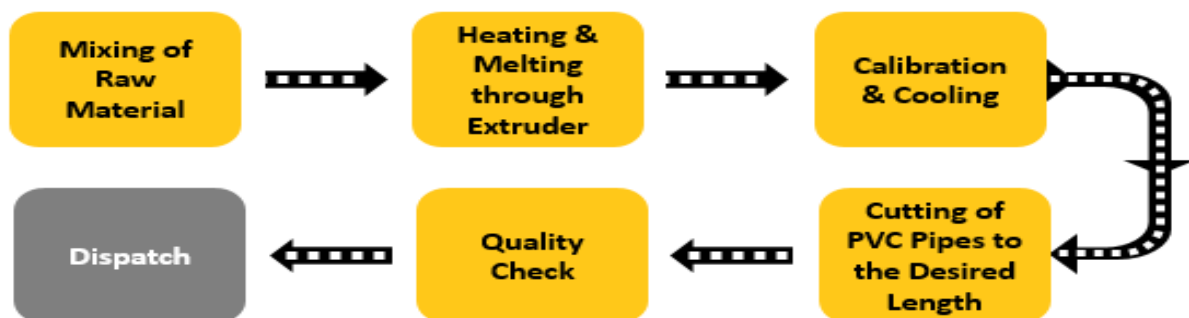 Mixing of
Raw
Material
Heating &
Melting
through
Extruder
Calibration
& Cooling
Cutting of
PVC Pipes to
the Desired
Length
Quality
Check
Dispatch